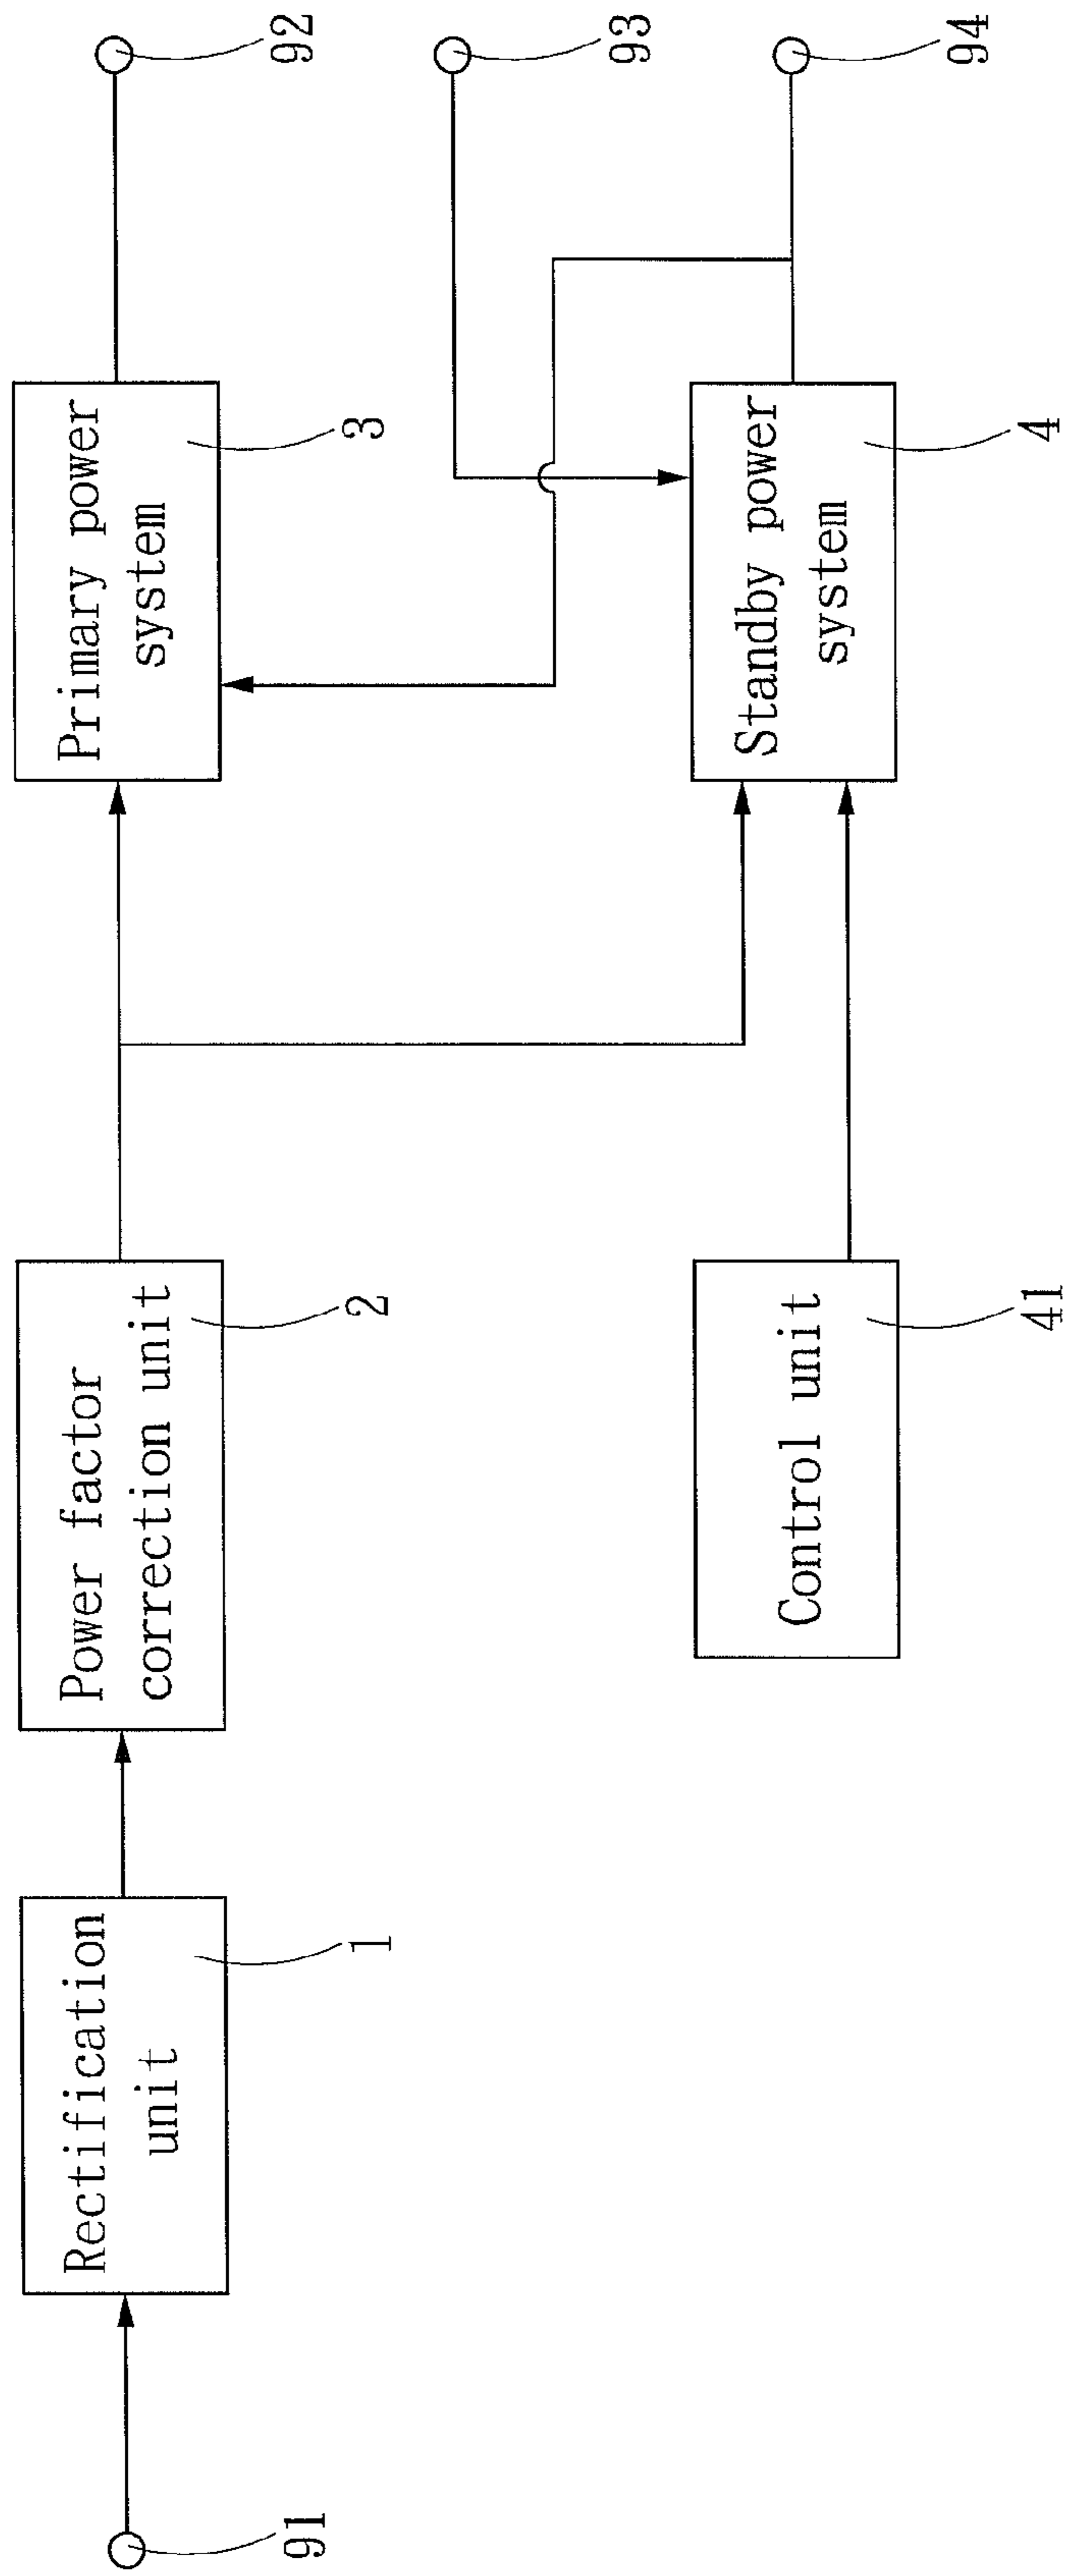 91
Rectification
unit
1
Power factor
correction unit
2
Primary power
system
3
92
93
Control unit
41
Standby power
system
4
94